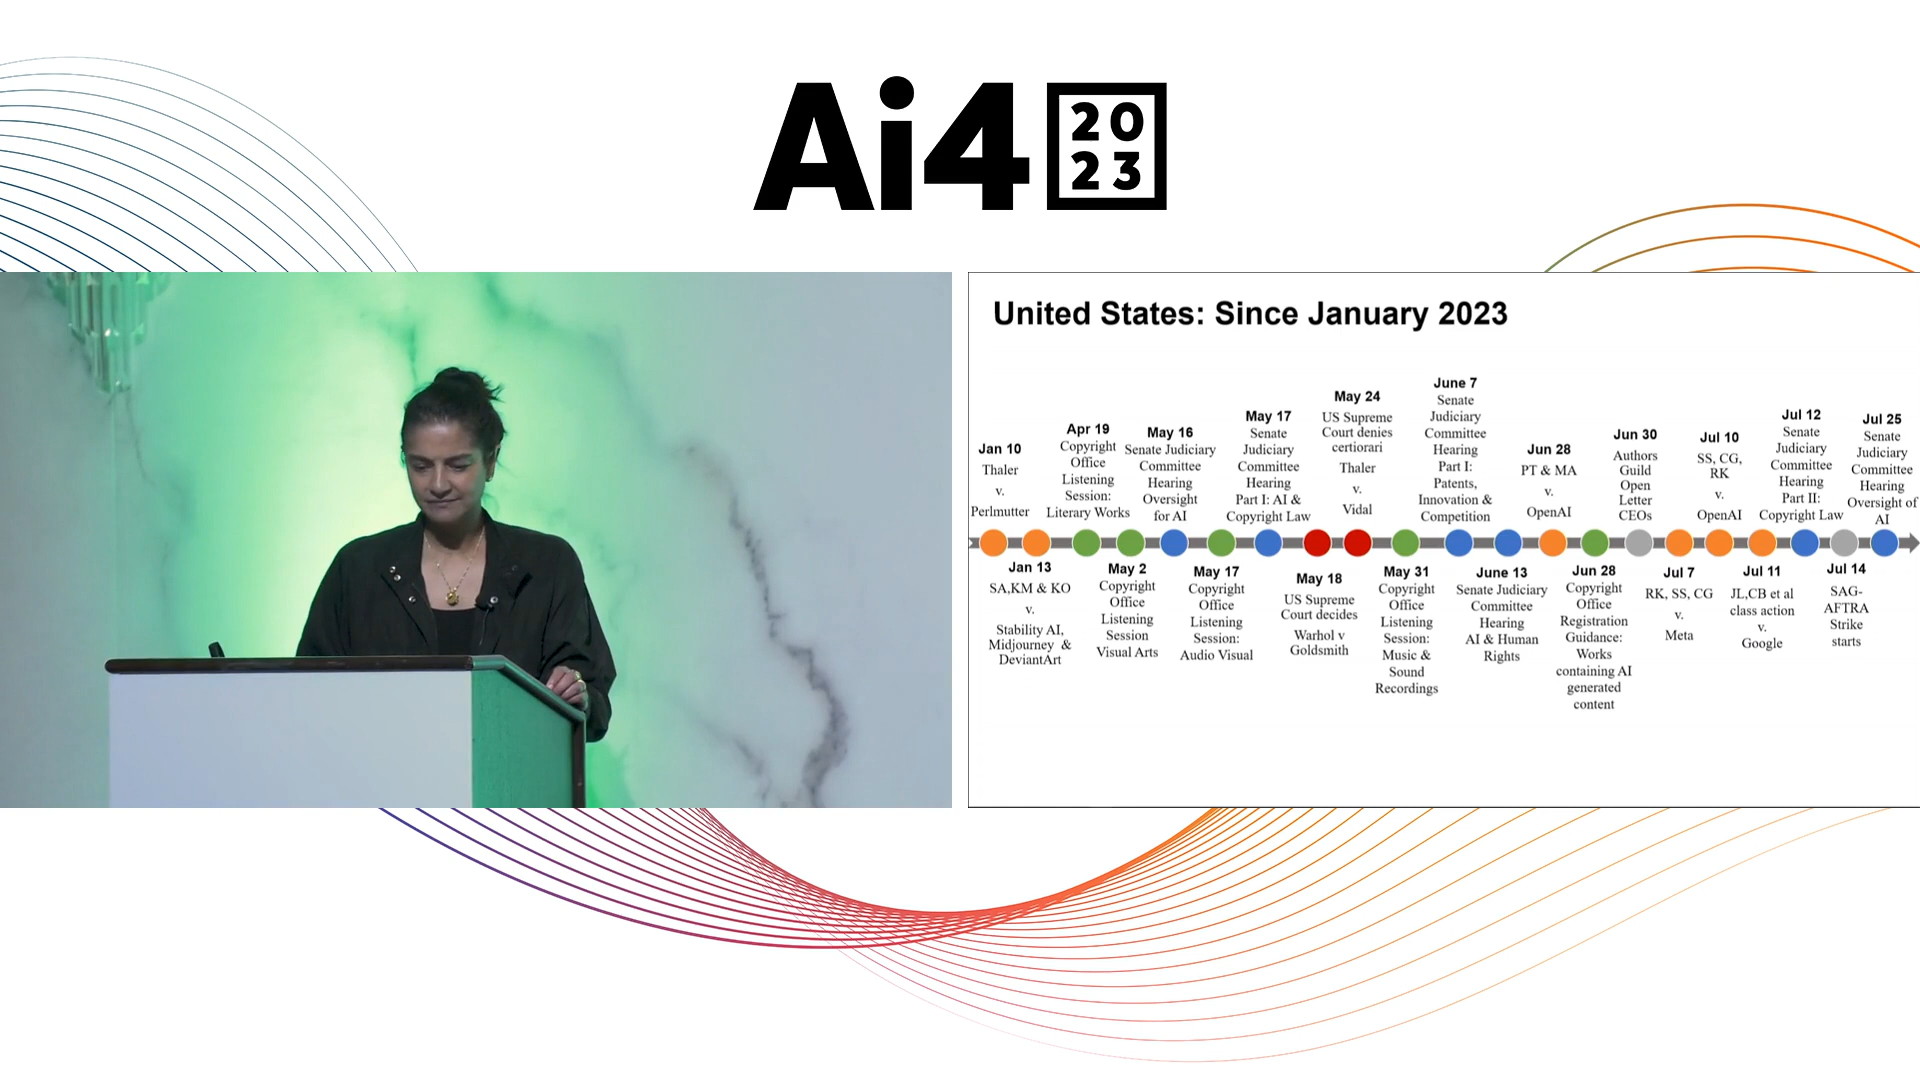 Ai4 20
23
United States: Since January 2023
Jan 10
Thaler
v.
Perlmutter
Jan 13
SA,KM & KO
v.
Stability AI,
Midjourney &
DeviantArt
Apr 19
Copyright
Office
Listening
Session:
Literary Works
May 2
Copyright
Office
Listening
Session
Visual Arts
May 16
Senate Judiciary
Committee
Hearing
Oversight
for AI
May 17
Copyright
Office
Listening
Session:
Audio Visual
May 17
Senate
Judiciary
Committee
Hearing
Part I: AI &
Copyright Law
May 18
US Supreme
Court decides
Warhol v
Goldsmith
May 24
US Supreme
Court denies
certiorari
Thaler
v.
Vidal
May 31
Copyright
Office
Listening
Session:
Music &
Sound
Recordings
June 7
Senate
Judiciary
Committee
Hearing
Part I:
Patents,
Innovation &
Competition
June 13
Senate Judiciary
Committee
Hearing
AI & Human
Rights
Jun 28
PT & MA
v.
OpenAI
Jun 28
Copyright
Office
Registration
Guidance:
Works
containing AI
generated
content
Jun 30
Authors
Guild
Open
Letter
CEOs
Jul 7
RK, SS, CG
v.
Meta
Jul 10
SS, CG,
RK
v.
OpenAI
Jul 11
JL,CB et al
class action
v.
Google
Jul 12
Senate
Judiciary
Committee
Hearing
Part II:
Copyright Law
Jul 14
SAG-
AFTRA
Strike
starts
Jul 25
Senate
Judiciary
Committee
Hearing
Oversight of
AI